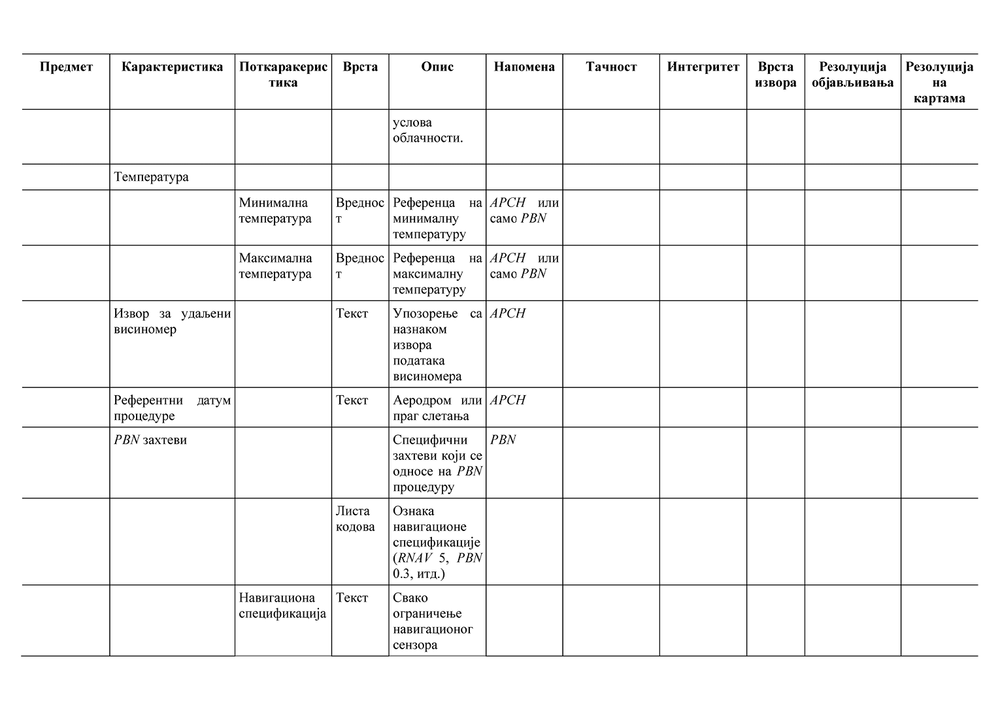 Предмет Карактеристика Поткаракерис Врста Опис Напомена Тачност Интегритет Врста Резолуција Резолуција
тика извора објављивања на
картама
услова
облачности.
Температура
Минимална Вреднос Референца на APCH или
температура т минималну само PBN
температуру
Максимална Вреднос Референца на APCH или
температура т максималну само PBN
температуру
Извор за удаљени Текст Упозорење са APCH
висиномер назнаком
извора
података
висиномера
Референтни датум Текст Аеродром или APCH
процедуре праг слетања
PBN захтеви Специфични PBN
захтеви који се
односе на PBN
процедуру
Листа Ознака
кодова навигационе
спецификације
(RNAV 5, PBN
0.3, итд.)
Навигациона Текст Свако
спецификација ограничење
навигационог
сензора